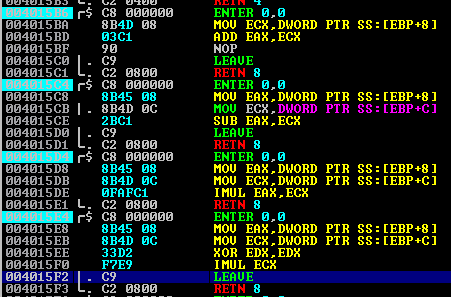 004015B3 . C2 0400 RETN 4
004015B6 $ C8 000000 ENTER 0,0
004015BA 8B4D 08 MOV ECX,DWORD PTR SS:[EBP+8]
004015BD 03C1 ADD EAX,ECX
004015BF 90 NOP
004015C0 . C9 LEAVE
004015C1 . C2 0800 RETN 8
004015C4 $ C8 000000 ENTER 0,0
004015C8 8B45 08 MOV EAX,DWORD PTR SS:[EBP+8]
004015CB . 8B4D 0C MOV ECX,DWORD PTR SS:[EBP+C]
004015CE 2BC1 SUB EAX,ECX
004015D0 . C9 LEAVE
004015D1 . C2 0800 RETN 8
004015D4 $ C8 000000 ENTER 0,0
004015D8 8B45 08 MOV EAX,DWORD PTR SS:[EBP+8]
004015DB 8B4D 0C MOV ECX,DWORD PTR SS:[EBP+C]
004015DE 0FAFC1 IMUL EAX,ECX
004015E1 . C2 0800 RETN 8
004015E4 $ C8 000000 ENTER 0,0
004015E8 8B45 08 MOV EAX,DWORD PTR SS:[EBP+8]
004015EB 8B4D 0C MOV ECX,DWORD PTR SS:[EBP+C]
004015EE 33D2 XOR EDX,EDX
004015F0 F7E9 IMUL ECX
004015F2 . C9 LEAVE
004015F3 . C2 0800 RETN 8